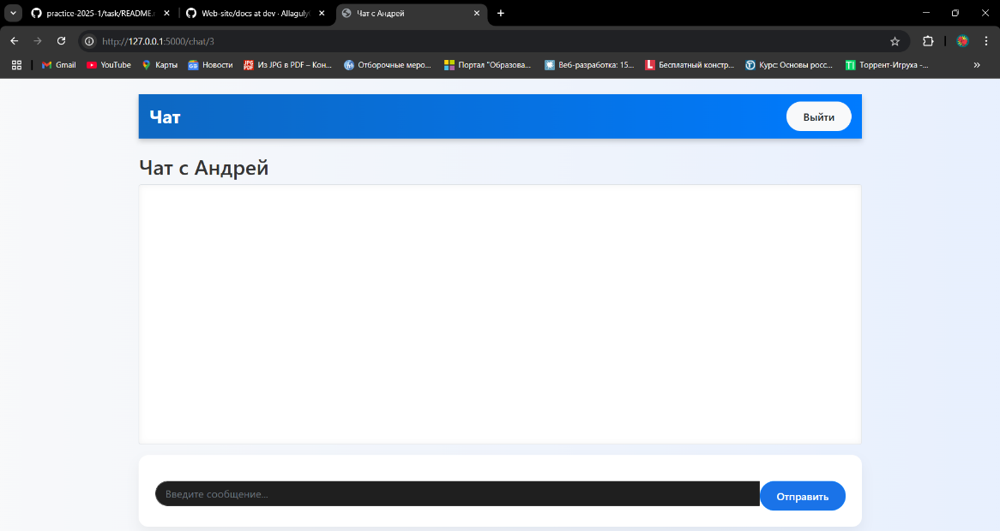 practice-2025-1/task/README.
Web-site/docs at dev · Allaguly
Чат с Андрей
http://127.0.0.1:5000/chat/3
Gmail YouTube Карты Новости Из JPG в PDF – Кон... Отборочные меро... Портал "Образова... Веб-разработка: 15... Бесплатный констр... Курс: Основы росс... Торрент-Игруха -...
Чат
Выйти
Чат с Андрей
Введите сообщение...
Отправить